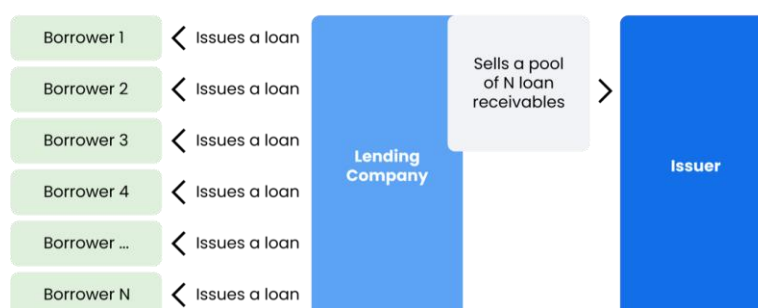 Borrower 1
Issues a loan
Borrower 2
Issues a loan
Borrower 3
Issues a loan
Borrower 4
Issues a loan
Borrower ...
Issues a loan
Borrower N
Issues a loan
Lending
Company
Sells a pool
of N loan
receivables
Issuer